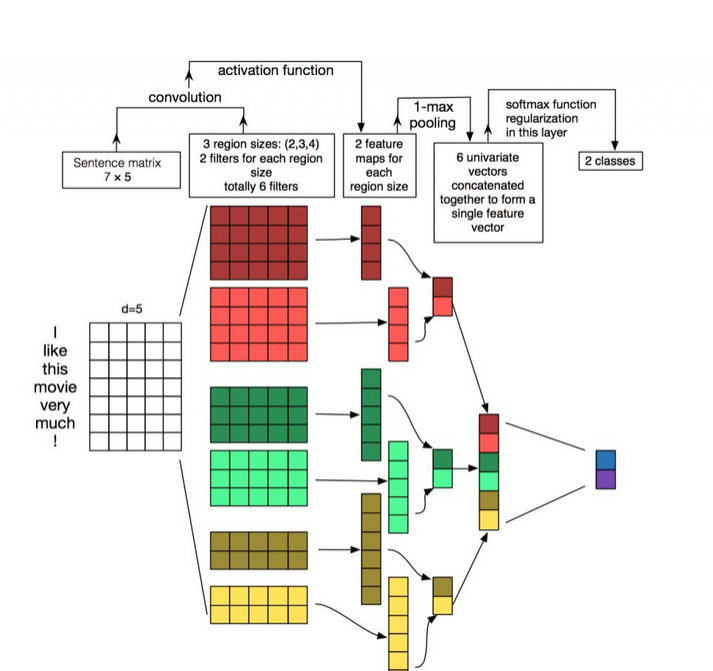 activation function
convolution
1-max
pooling
softmax function
regularization
in this layer
Sentence matrix
7 × 5
3 region sizes: (2,3,4)
2 filters for each region
size
totally 6 filters
2 feature
maps for
each
region size
6 univariate
vectors
concatenated
together to form a
single feature
vector
2 classes
d=5
I
like
this
movie
very
much
!